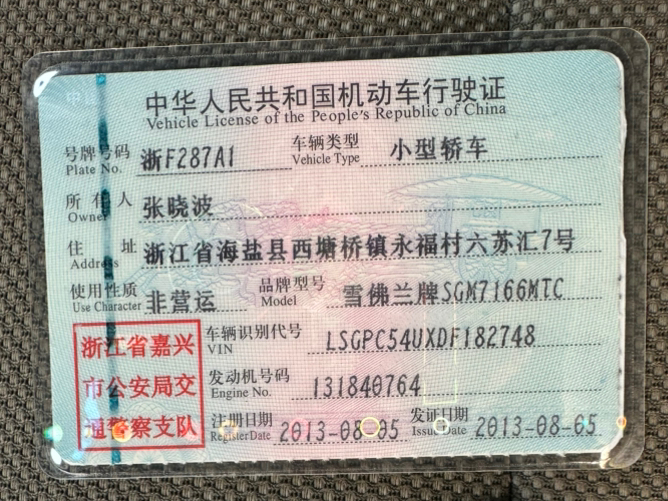 中华人民共和国机动车行驶证
Vehicle License of the People's Republic of China
号牌号码 浙F287A1 车辆类型 小型轿车
Plate No. Vehicle Type
所有人 张晓波
Owner
住址 浙江省海盐县西塘桥镇永福村六苏汇7号
Address
使用性质 非营运 品牌型号 雪佛兰牌SGM7166MTC
Use Character Model
浙江省嘉兴 车辆识别代号 LSGPC54UXDF182748
VIN
市公安局交 发动机号码 131840764
Engine No.
通警察支队 注册日期 2013-08-05 发证日期 2013-08-05
Register Date Issue Date